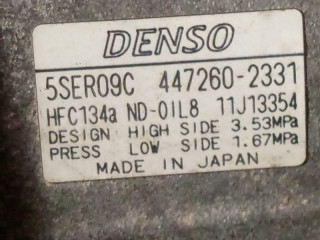 DENSO
5SER09C 447260-2331
HFC134a ND-OIL8 11J13354
DESIGN HIGH SIDE 3.53MPa
PRESS LOW SIDE 1.67MPa
MADE IN JAPAN